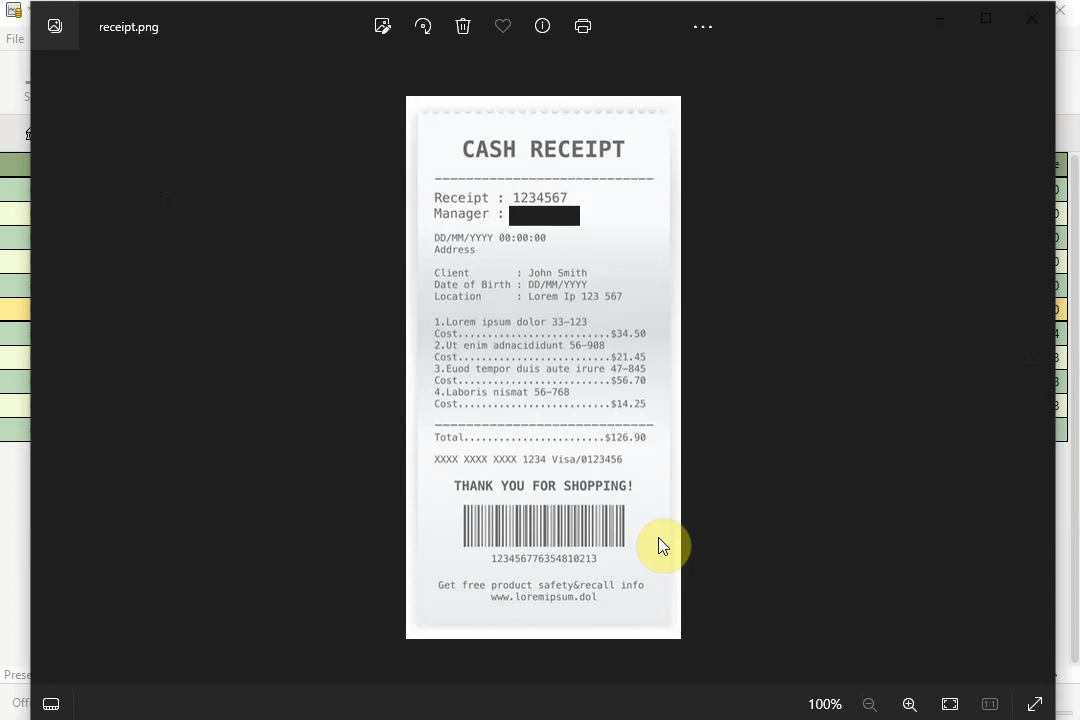 receipt.png
File
CASH RECEIPT
Receipt : 1234567
Manager :
DD/MM/YYYY 00:00:00
Address
Client : John Smith
Date of Birth : DD/MM/YYYY
Location : Lorem Ip 123 567
1.Lorem ipsum dolor 33-123
Cost...........................$34.50
2.Ut enim adnacididunt 56-908
Cost...........................$21.45
3.Euod tempor duis aute irure 47-845
Cost...........................$56.70
4.Laboris nismat 56-768
Cost...........................$14.25
Total.........................$126.90
XXXX XXXX XXXX 1234 Visa/0123456
THANK YOU FOR SHOPPING!
123456776354810213
Get free product safety&recall info
www.loremipsum.dol
100%
1:1